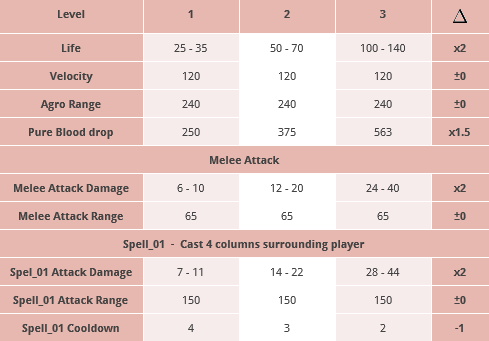 Level 1 2 3 Δ
Life 25 - 35 50 - 70 100 - 140 x2
Velocity 120 120 120 ±0
Agro Range 240 240 240 ±0
Pure Blood drop 250 375 563 x1.5
Melee Attack
Melee Attack Damage 6 - 10 12 - 20 24 - 40 x2
Melee Attack Range 65 65 65 ±0
Spell_01 - Cast 4 columns surrounding player
Spel_01 Attack Damage 7 - 11 14 - 22 28 - 44 x2
Spell_01 Attack Range 150 150 150 ±0
Spell_01 Cooldown 4 3 2 -1